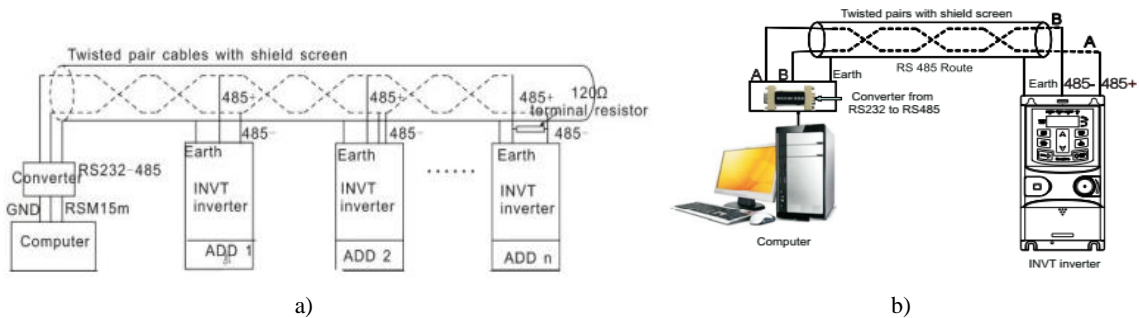 Twisted pair cables with shield screen
485+
485+
485+
120Ω
terminal resistor
485-
485-
485-
Earth
Earth
Earth
Converter
RS232-485
INVT
inverter
INVT
inverter
......
INVT
inverter
GND
RSM15m
Computer
ADD 1
ADD 2
ADD n
a)
Twisted pairs with shield screen
B
A
A
B
Earth
RS 485 Route
Earth
485-
485+
Converter from
RS232 to RS485
Computer
INVT inverter
b)